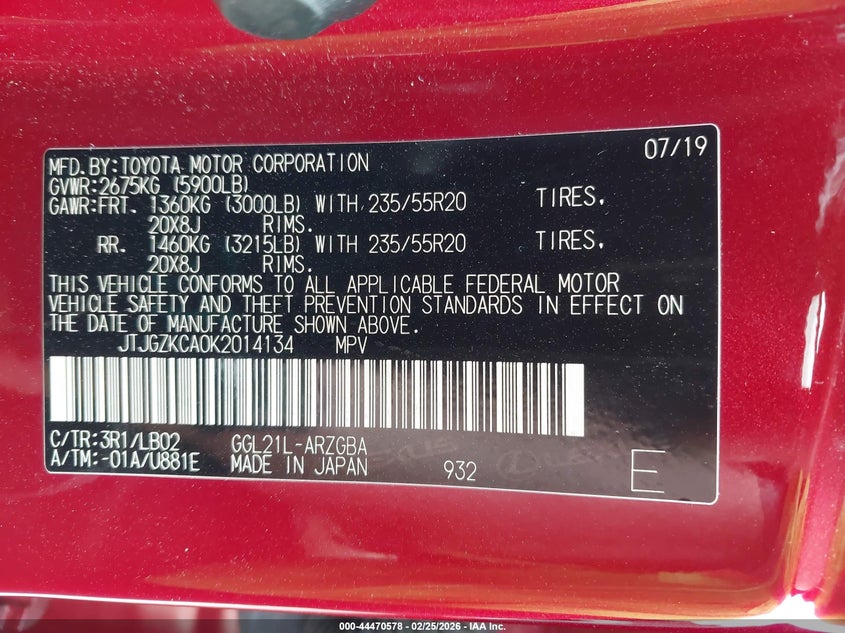 07/19
MFD.BY:TOYOTA MOTOR CORPORATION
GVWR:2675KG (5900LB)
GAWR:FRT. 1360KG (3000LB) WITH 235/55R20 TIRES.
20X8J RIMS.
RR. 1460KG (3215LB) WITH 235/55R20 TIRES.
20X8J RIMS.
THIS VEHICLE CONFORMS TO ALL APPLICABLE FEDERAL MOTOR
VEHICLE SAFETY AND THEFT PREVENTION STANDARDS IN EFFECT ON
THE DATE OF MANUFACTURE SHOWN ABOVE.
JTJGZKCA0K2014134 MPV
C/TR:3R1/LB02 GGL21L-ARZGBA
A/TM:-01A/U881E MADE IN JAPAN 932 E
000-44470578 - 02/25/2026 - IAA Inc.